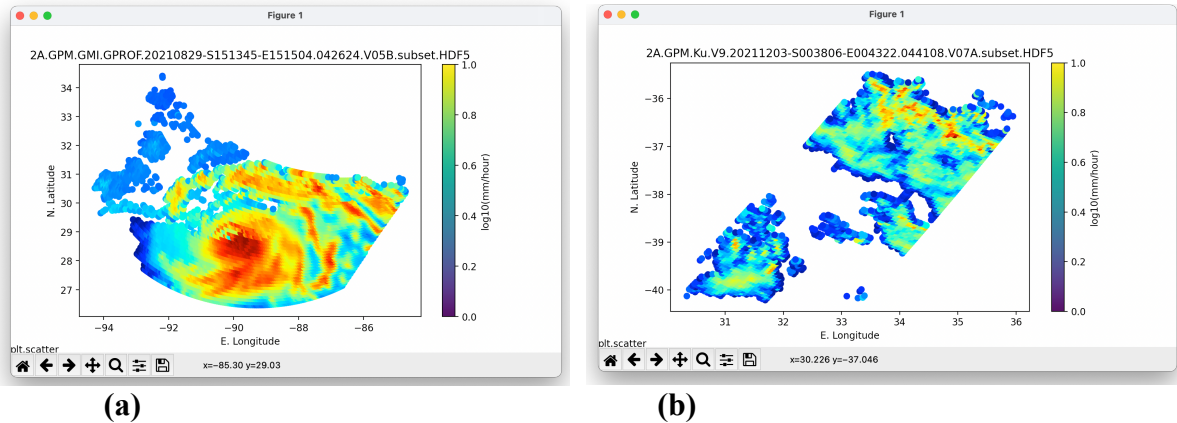 Figure 1
2A.GPM.GMI.GPROF.20210829-S151345-E151504.042624.V05B.subset.HDF5
34
33
32
31
30
29
28
27
N. Latitude
−94
−92
−90
−88
−86
E. Longitude
1.0
0.8
0.6
0.4
0.2
0.0
log10(mm/hour)
plt.scatter
x=−85.30 y=29.03
(a)
Figure 1
2A.GPM.Ku.V9.20211203-S003806-E004322.044108.V07A.subset.HDF5
−36
−37
−38
−39
−40
N. Latitude
31
32
33
34
35
36
E. Longitude
1.0
0.8
0.6
0.4
0.2
0.0
log10(mm/hour)
plt.scatter
x=30.226 y=−37.046
(b)